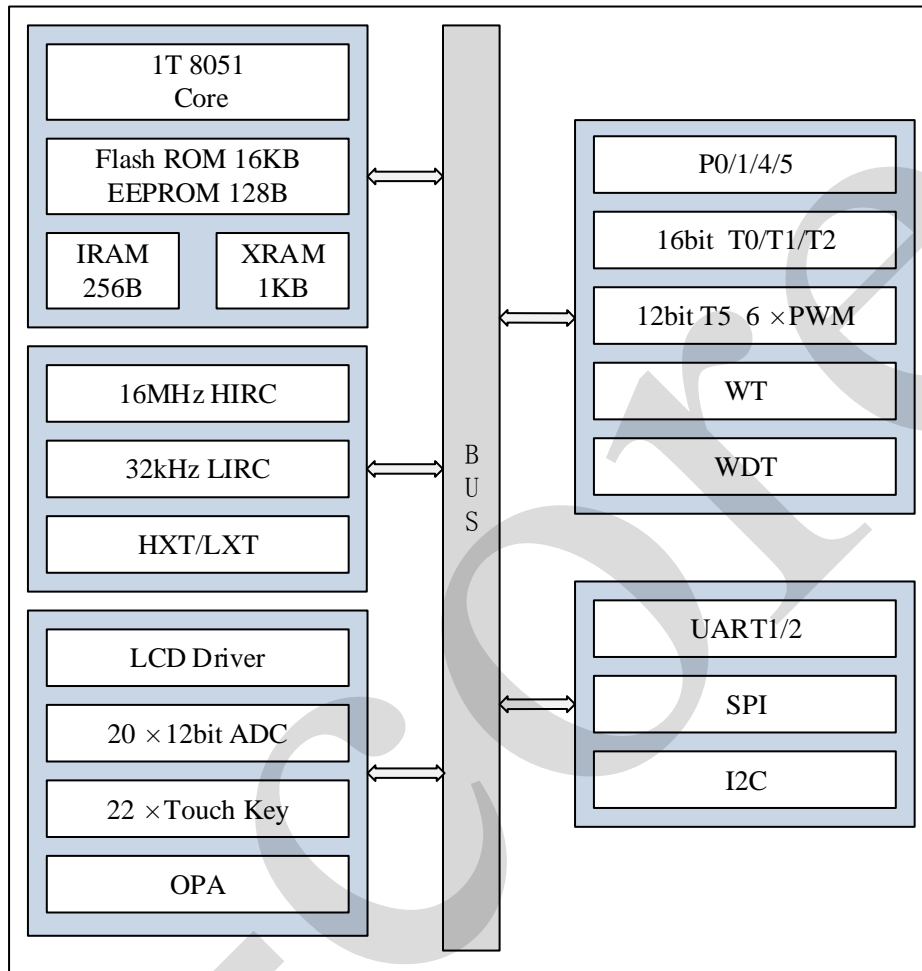 1T 8051
Core
Flash ROM 16KB
EEPROM 128B
IRAM
256B
XRAM
1KB
16MHz HIRC
32kHz LIRC
HXT/LXT
LCD Driver
20 ×12bit ADC
22 ×Touch Key
OPA
B
U
S
P0/1/4/5
16bit T0/T1/T2
12bit T5 6 ×PWM
WT
WDT
UART1/2
SPI
I2C
core